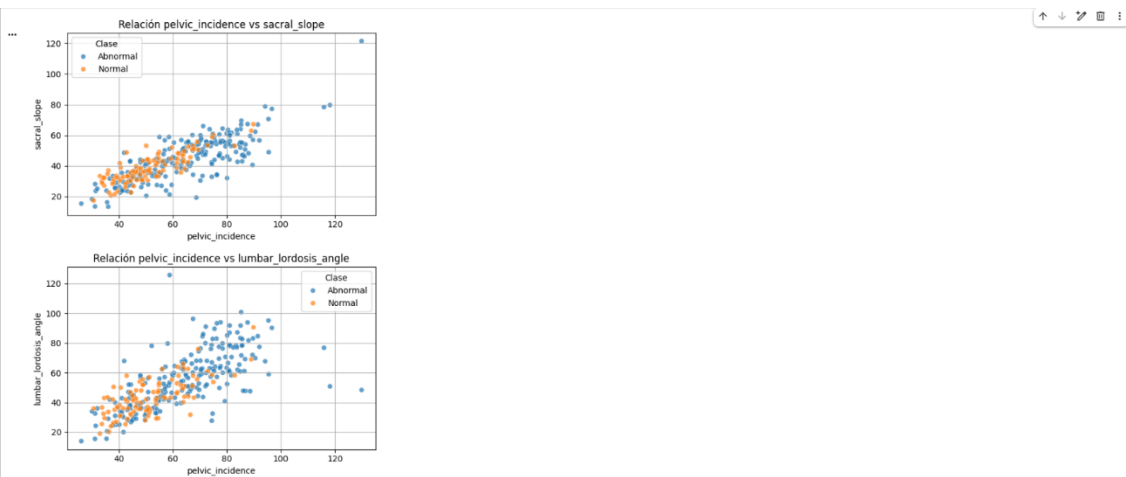 Relación pelvic_incidence vs sacral_slope
Clase
Abnormal
Normal
120
100
80
60
40
20
sacral_slope
40 60 80 100 120
pelvic_incidence
Relación pelvic_incidence vs lumbar_lordosis_angle
Clase
Abnormal
Normal
120
100
80
60
40
20
lumbar_lordosis_angle
40 60 80 100 120
pelvic_incidence